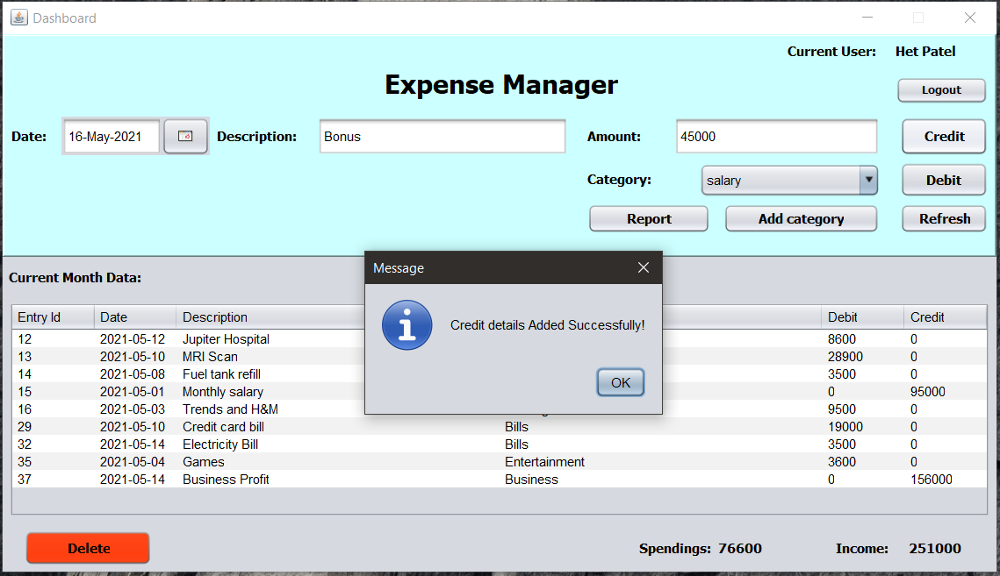 Dashboard
Current User: Het Patel
Expense Manager
Logout
Date: 16-May-2021 Description: Bonus Amount: 45000 Credit
Category: salary Debit
Report Add category Refresh
Current Month Data:
Message
Credit details Added Successfully!
OK
Entry Id Date Description Debit Credit
12 2021-05-12 Jupiter Hospital 8600 0
13 2021-05-10 MRI Scan 28900 0
14 2021-05-08 Fuel tank refill 3500 0
15 2021-05-01 Monthly salary 0 95000
16 2021-05-03 Trends and H&M 9500 0
29 2021-05-10 Credit card bill Bills 19000 0
32 2021-05-14 Electricity Bill Bills 3500 0
35 2021-05-04 Games Entertainment 3600 0
37 2021-05-14 Business Profit Business 0 156000
Delete Spendings: 76600 Income: 251000